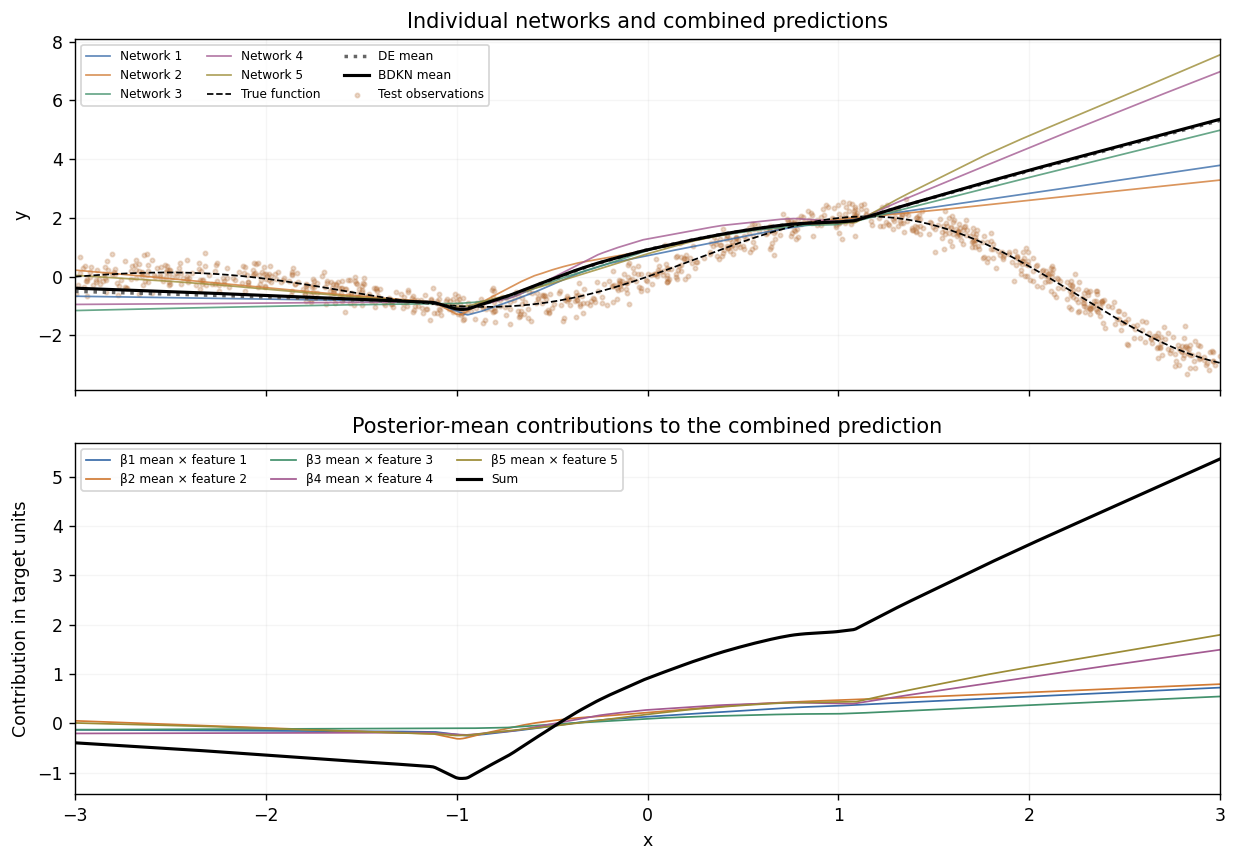 Individual networks and combined predictions
Network 1 Network 4 DE mean
Network 2 Network 5 BDKN mean
Network 3 True function Test observations
8
6
4
2
0
−2
y
Posterior-mean contributions to the combined prediction
β1 mean × feature 1 β3 mean × feature 3 β5 mean × feature 5
β2 mean × feature 2 β4 mean × feature 4 Sum
5
4
3
2
1
0
−1
Contribution in target units
−3 −2 −1 0 1 2 3
x